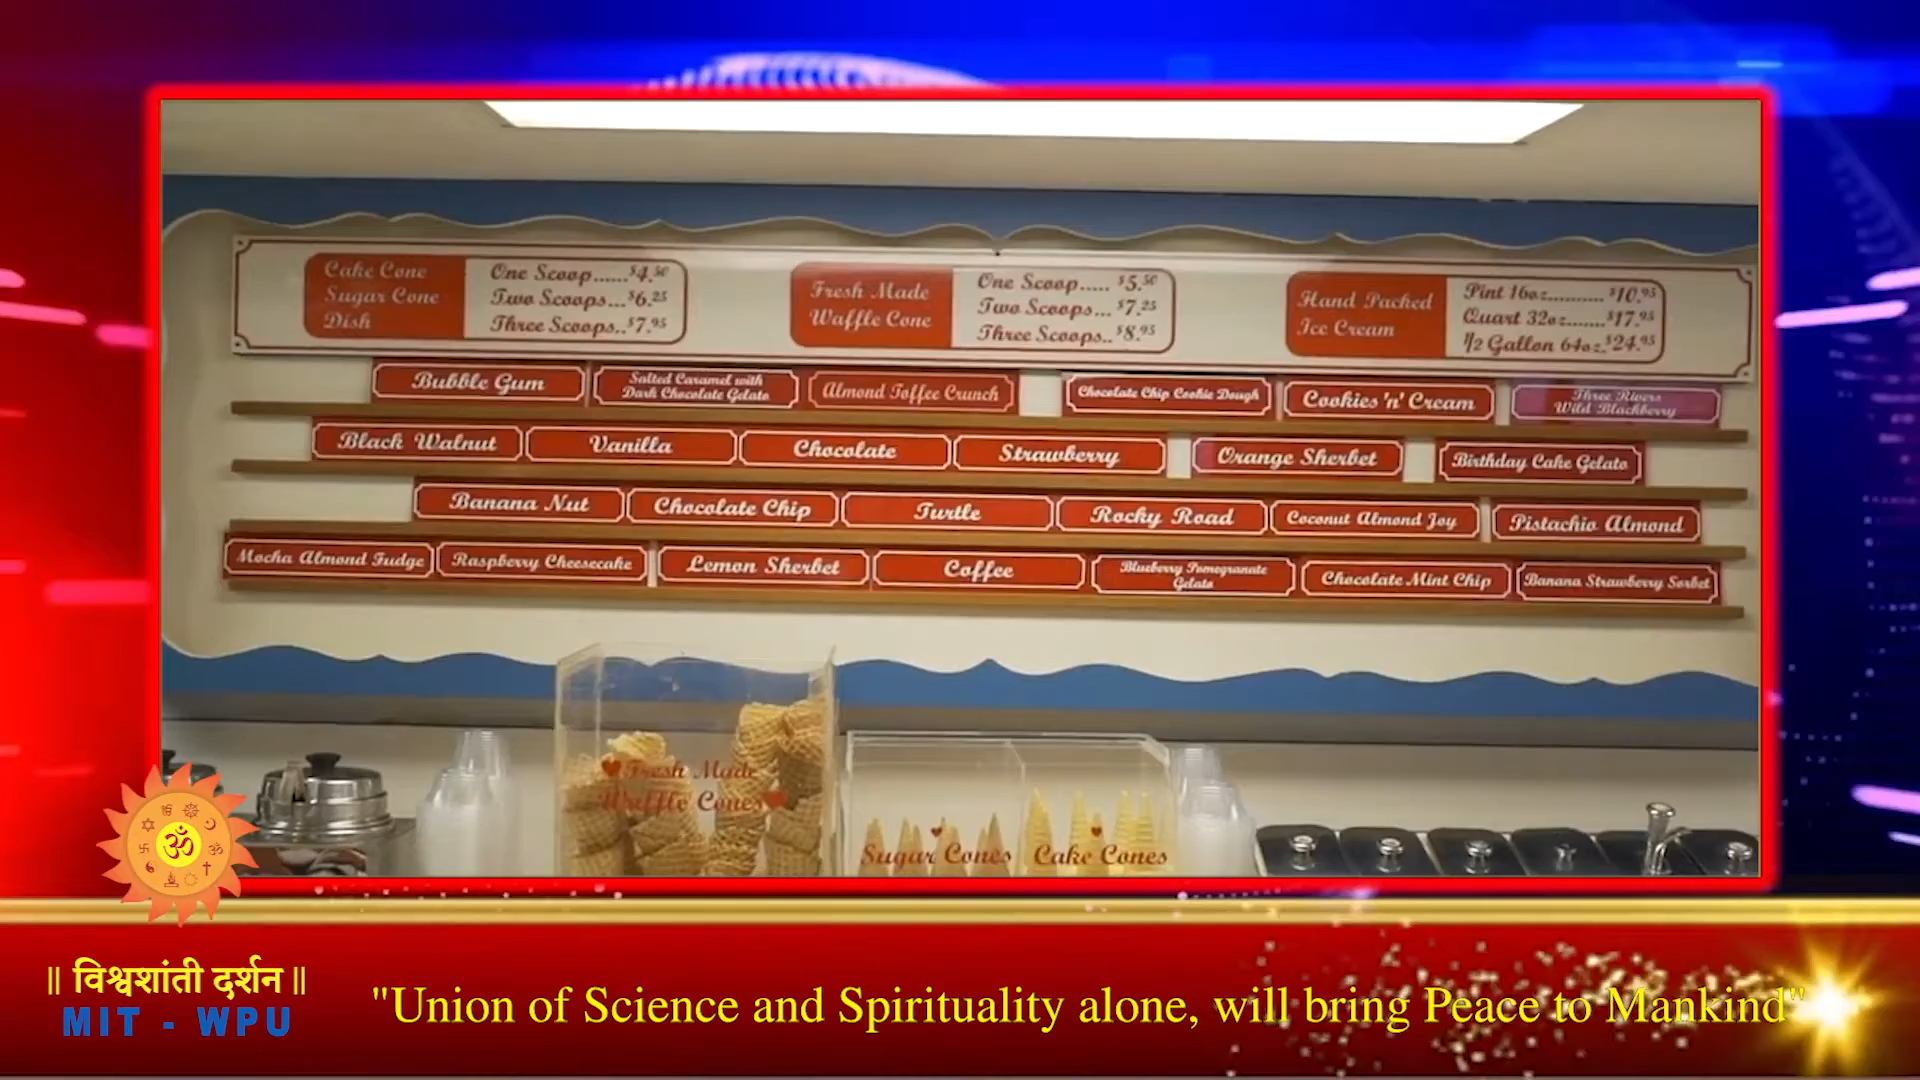 Cake Cone
Sugar Cone
Dish
One Scoop......$4.50
Two Scoops...$6.25
Three Scoops..$7.95
Fresh Made
Waffle Cone
One Scoop..... $5.50
Two Scoops... $7.25
Three Scoops.. $8.95
Hand Packed
Ice Cream
Pint 16oz.......... $10.95
Quart 32oz.......$17.95
½ Gallon 64oz.$24.95
Bubble Gum
Salted Caramel with
Dark Chocolate Gelato
Almond Toffee Crunch
Chocolate Chip Cookie Dough
Cookies 'n' Cream
Three Rivers
Wild Blackberry
Black Walnut
Vanilla
Chocolate
Strawberry
Orange Sherbet
Birthday Cake Gelato
Banana Nut
Chocolate Chip
Turtle
Rocky Road
Coconut Almond Joy
Pistachio Almond
Mocha Almond Fudge
Raspberry Cheesecake
Lemon Sherbet
Coffee
Blueberry Pomegranate
Gelato
Chocolate Mint Chip
Banana Strawberry Sorbet
Fresh Made
Waffle Cones
Sugar Cones
Cake Cones
ॐ
|| विश्वशांती दर्शन ||
MIT - WPU
"Union of Science and Spirituality alone, will bring Peace to Mankind"